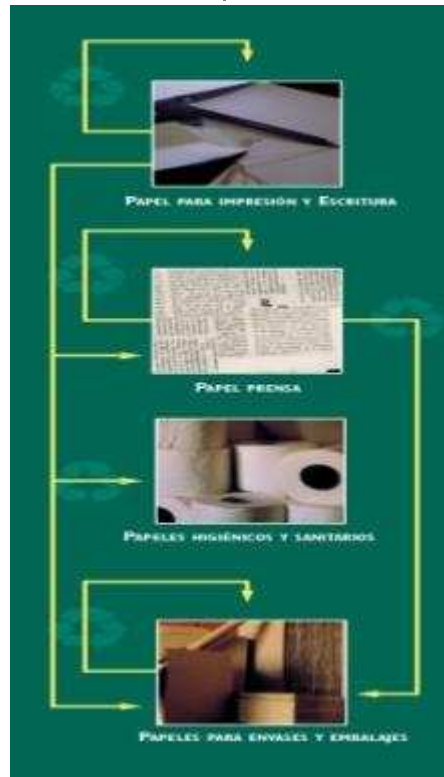 PAPEL PARA IMPRESIÓN Y ESCRITURA
PAPEL PRENSA
PAPELES HIGIÉNICOS Y SANITARIOS
PAPELES PARA ENVASES Y EMBALAJES